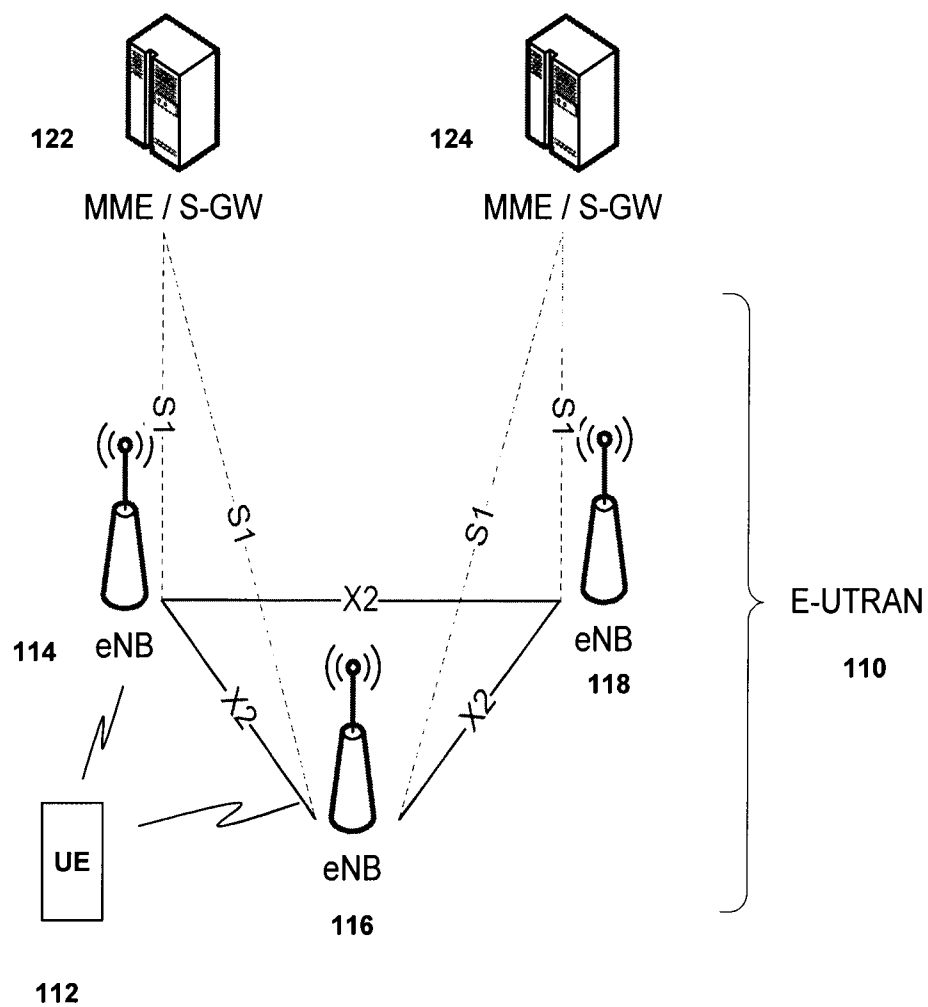 122
124
MME / S-GW
MME / S-GW
S1
S1
S1
S1
X2
E-UTRAN
114
eNB
eNB
110
118
X2
X2
UE
eNB
116
112